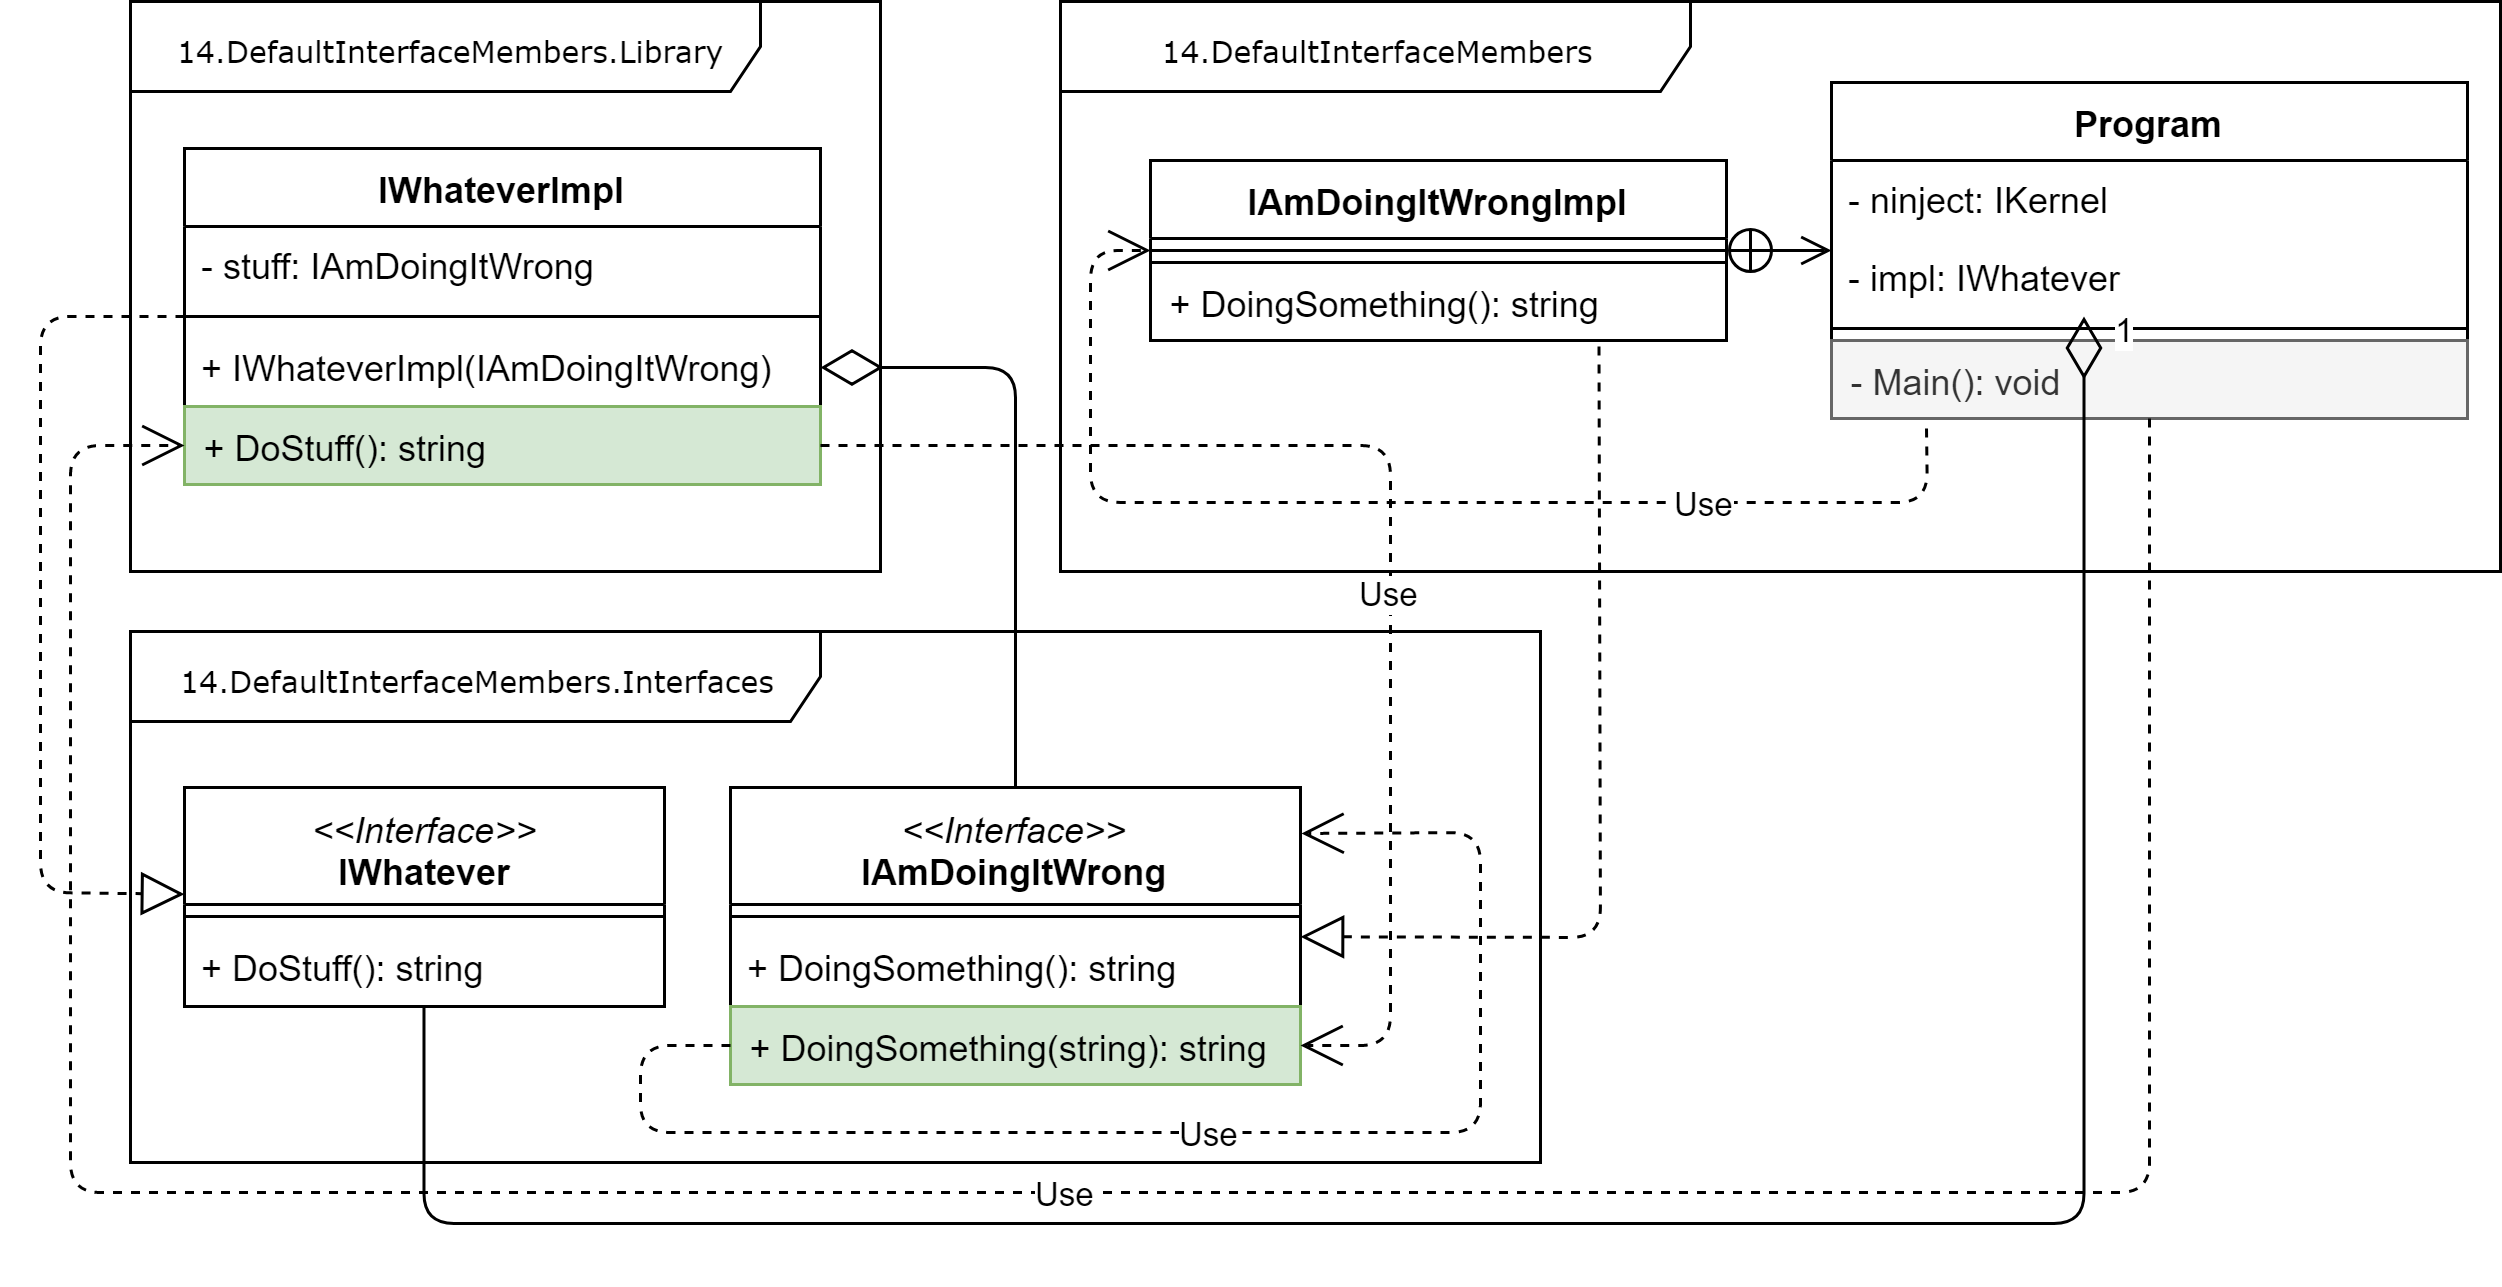 14.DefaultInterfaceMembers.Library
IWhateverImpl
- stuff: IAmDoingItWrong
+ IWhateverImpl(IAmDoingItWrong)
+ DoStuff(): string
14.DefaultInterfaceMembers
IAmDoingItWrongImpl
+ DoingSomething(): string
Program
- ninject: IKernel
- impl: IWhatever
1
- Main(): void
Use
Use
14.DefaultInterfaceMembers.Interfaces
<<Interface>>
IWhatever
+ DoStuff(): string
<<Interface>>
IAmDoingItWrong
+ DoingSomething(): string
+ DoingSomething(string): string
Use
Use